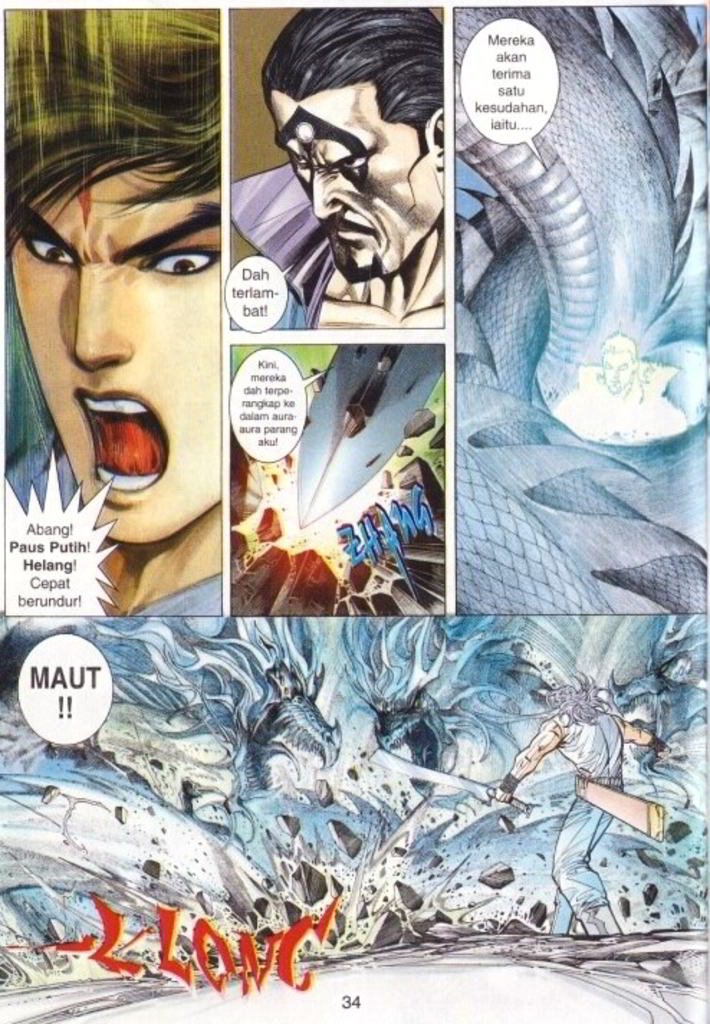 Abang!
Paus Putih!
Helang!
Cepat
berundur!
Dah
terlam-
bat!
Kini,
mereka
dah terpe-
rangkap ke
dalam aura-
aura parang
aku!
ZHANG
Mereka
akan
terima
satu
kesudahan,
iaitu....
MAUT
!!
KLONG
34